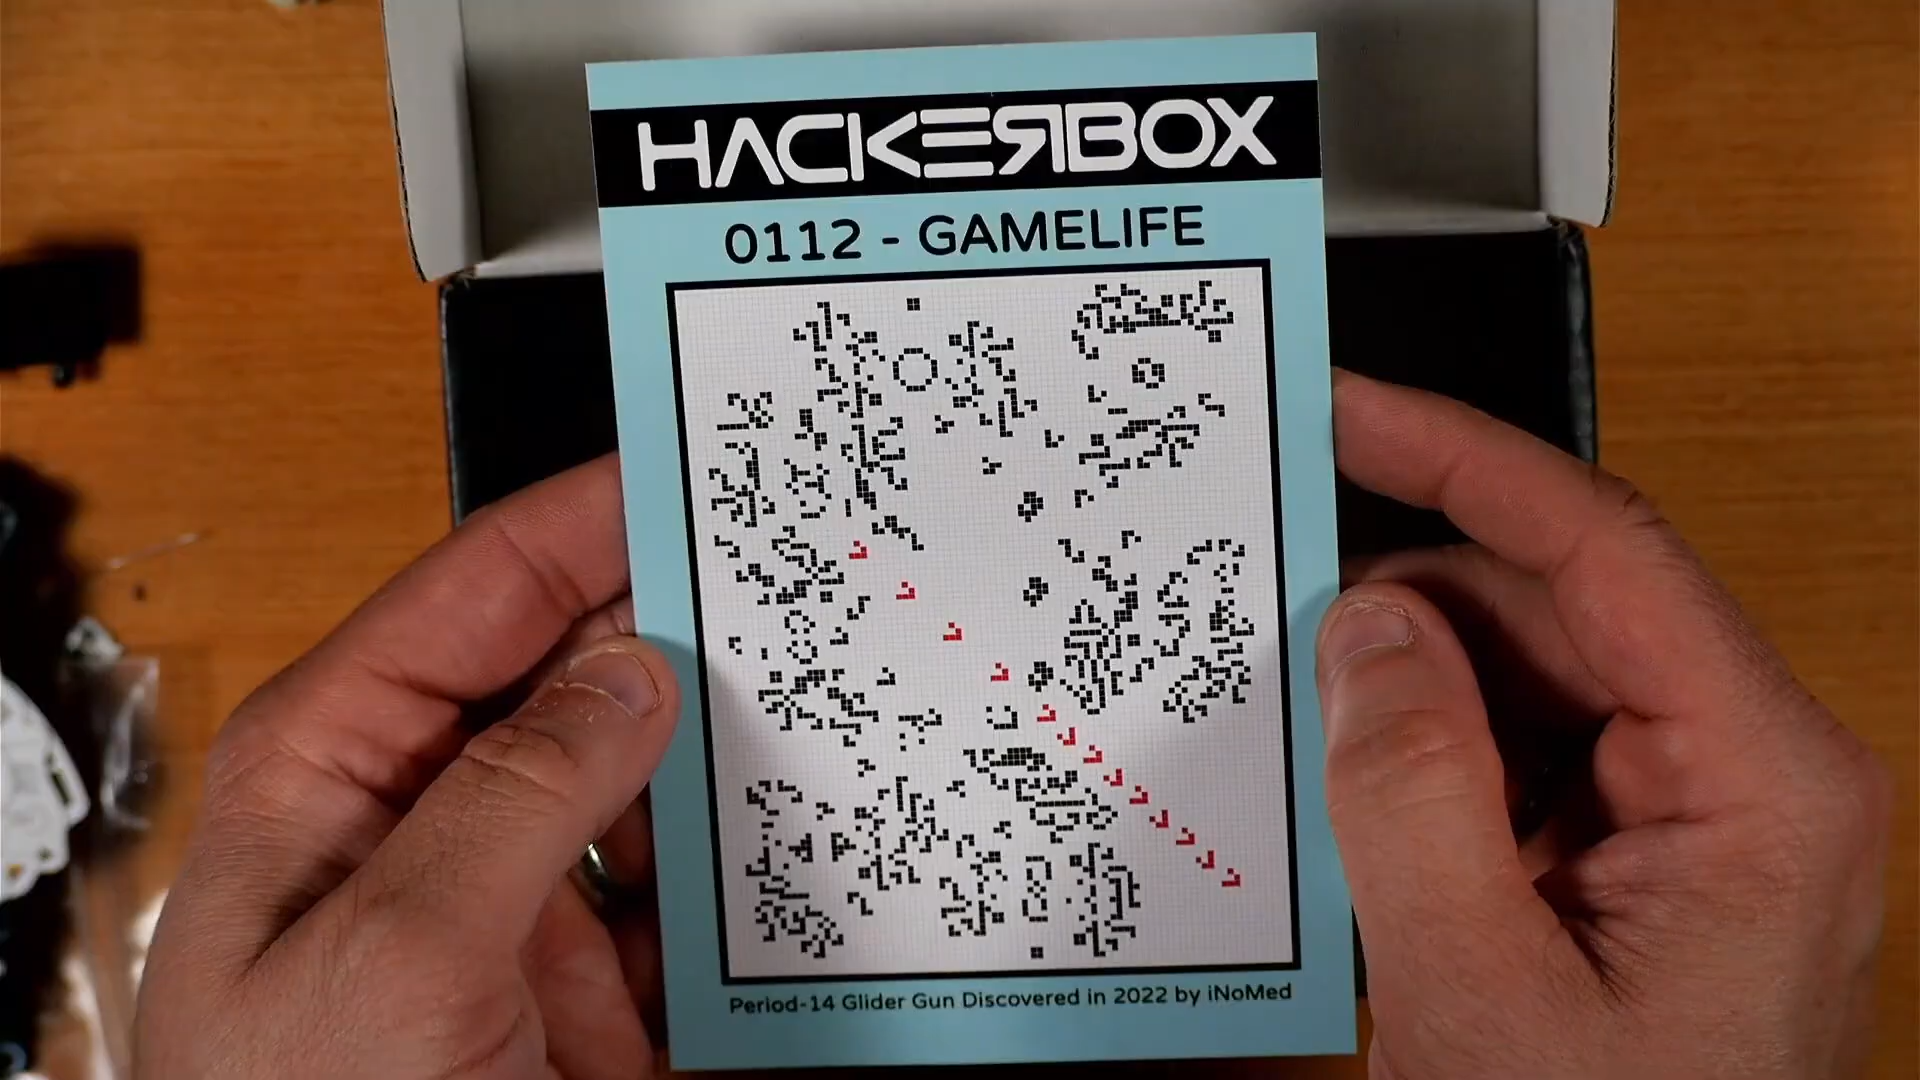 HACKERBOX
0112 - GAMELIFE
Period-14 Glider Gun Discovered in 2022 by iNoMed